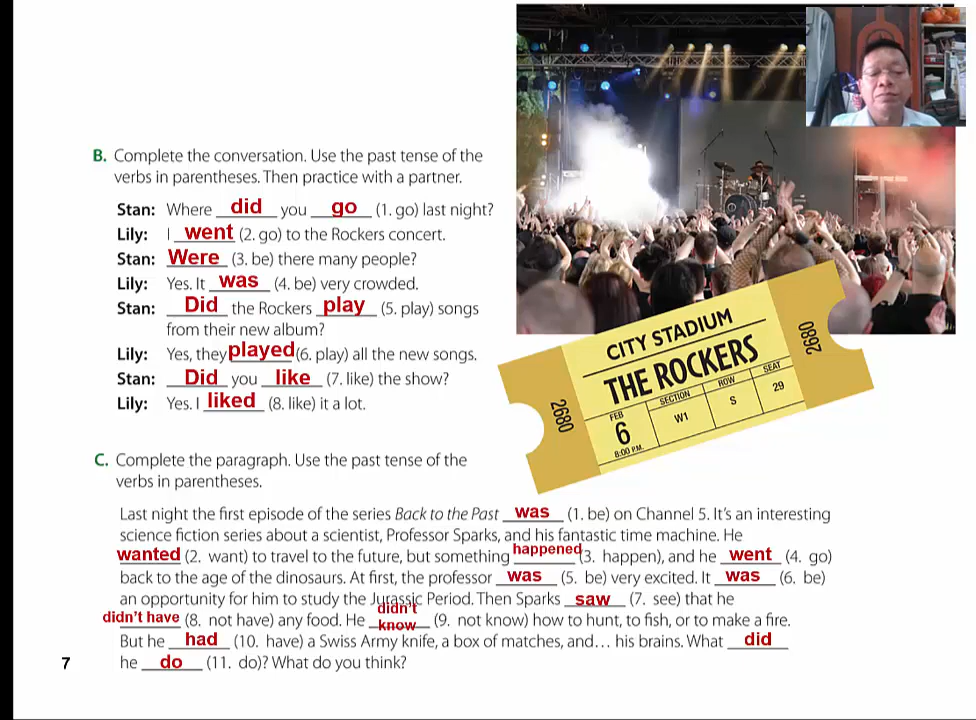 B. Complete the conversation. Use the past tense of the
verbs in parentheses. Then practice with a partner.
Stan: Where did you go (1. go) last night?
Lily: I went (2. go) to the Rockers concert.
Stan: Were (3. be) there many people?
Lily: Yes. It was (4. be) very crowded.
Stan: Did the Rockers play (5. play) songs
from their new album?
Lily: Yes, they played (6. play) all the new songs.
Stan: Did you like (7. like) the show?
Lily: Yes. I liked (8. like) it a lot.
CITY STADIUM
THE ROCKERS
FEB
6
8:00 P.M.
SECTION
W1
ROW
S
SEAT
29
2680
2680
C. Complete the paragraph. Use the past tense of the
verbs in parentheses.
Last night the first episode of the series Back to the Past was (1. be) on Channel 5. It's an interesting
science fiction series about a scientist, Professor Sparks, and his fantastic time machine. He
wanted (2. want) to travel to the future, but something happened (3. happen), and he went (4. go)
back to the age of the dinosaurs. At first, the professor was (5. be) very excited. It was (6. be)
an opportunity for him to study the Jurassic Period. Then Sparks saw (7. see) that he
didn't have (8. not have) any food. He didn't know (9. not know) how to hunt, to fish, or to make a fire.
But he had (10. have) a Swiss Army knife, a box of matches, and... his brains. What did
he do (11. do)? What do you think?
7